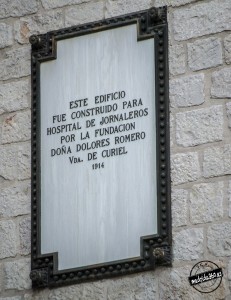 ESTE EDIFICIO
FUE CONSTRUIDO PARA
HOSPITAL DE JORNALEROS
POR LA FUNDACION
DOÑA DOLORES ROMERO
VDA. DE CURIEL
1914